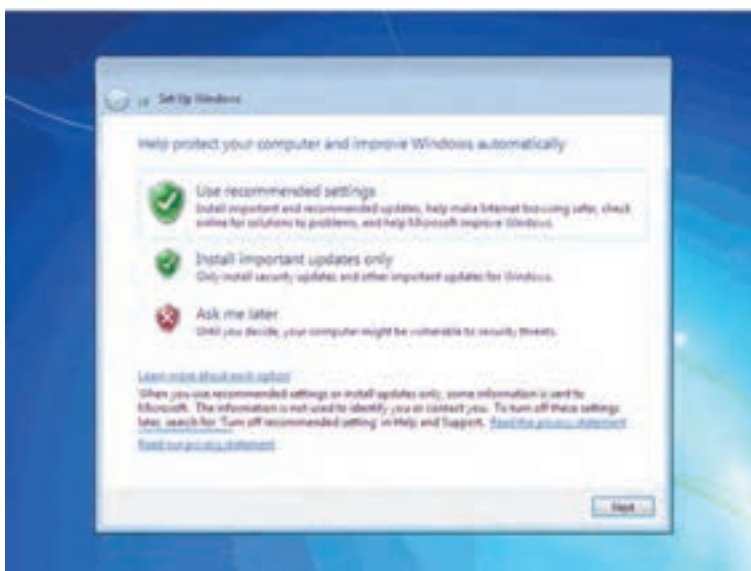 Set Up Windows
Help protect your computer and improve Windows automatically
Use recommended settings
Install important and recommended updates, help make Internet browsing safer, check
online for solutions to problems, and help Microsoft improve Windows.
Install important updates only
Only install security updates and other important updates for Windows.
Ask me later
Until you decide, your computer might be vulnerable to security threats.
Learn more about each option
When you use recommended settings or install updates only, some information is sent to
Microsoft. The information is not used to identify you or contact you. To turn off these settings
later, search for 'Turn off recommended setting' in Help and Support. Read the privacy statement
Read our privacy statement
Next